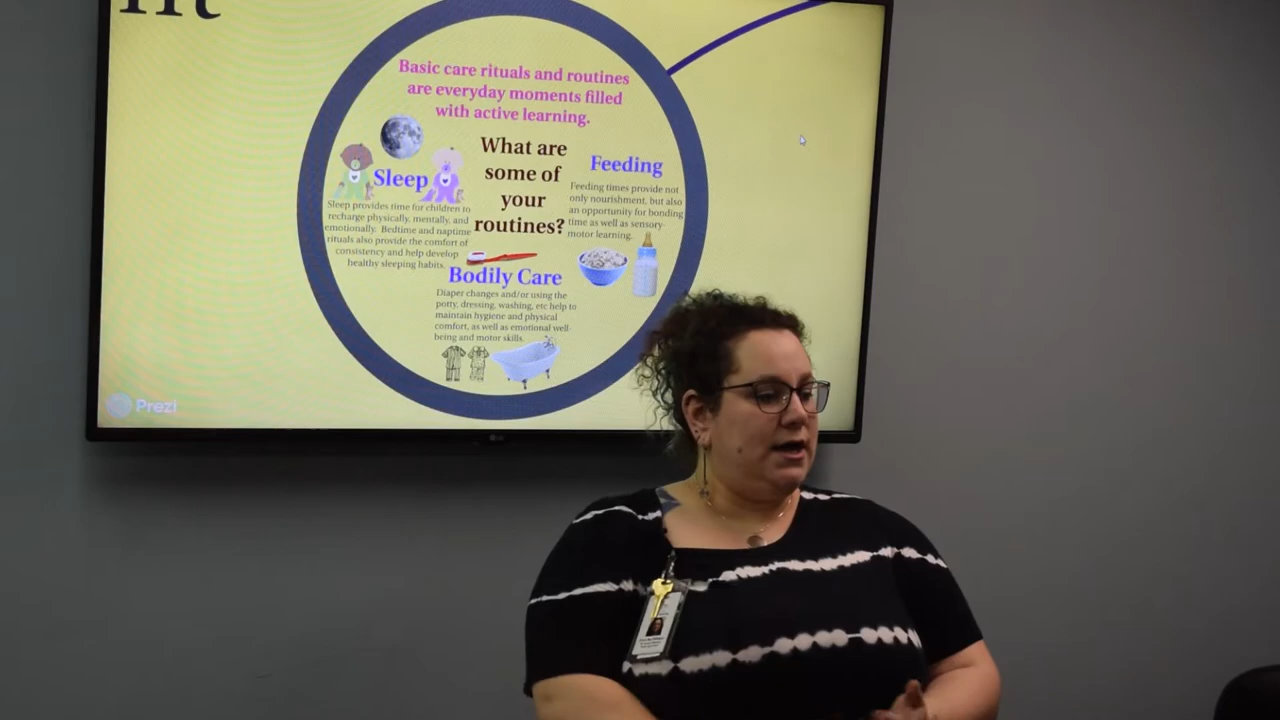 Basic care rituals and routines
are everyday moments filled
with active learning.
What are
some of
your
routines?
Sleep
Sleep provides time for children to
recharge physically, mentally, and
emotionally. Bedtime and naptime
rituals also provide the comfort of
consistency and help develop
healthy sleeping habits.
Feeding
Feeding times provide not
only nourishment, but also
an opportunity for bonding
time as well as sensory-
motor learning.
Bodily Care
Diaper changes and/or using the
potty, dressing, washing, etc help to
maintain hygiene and physical
comfort, as well as emotional well-
being and motor skills.
Prezi
LG